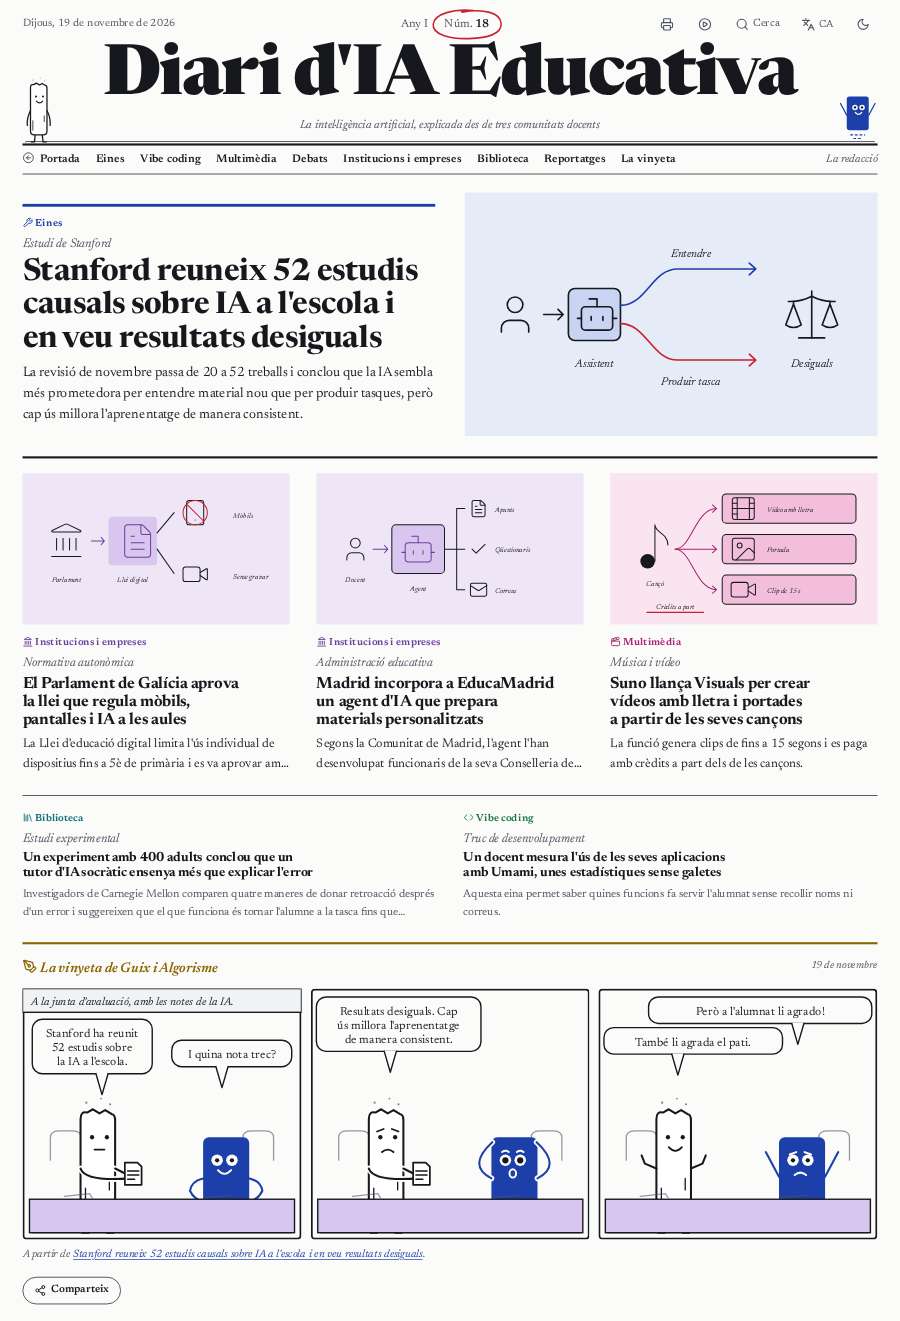 Dijous, 19 de novembre de 2026
Any I
Núm. 18
Cerca
CA
Diari d'IA Educativa
La intel·ligència artificial, explicada des de tres comunitats docents
Portada Eines Vibe coding Multimèdia Debats Institucions i empreses Biblioteca Reportatges La vinyeta
La redacció
Eines
Estudi de Stanford
Stanford reuneix 52 estudis
causals sobre IA a l'escola i
en veu resultats desiguals
La revisió de novembre passa de 20 a 52 treballs i conclou que la IA sembla
més prometedora per entendre material nou que per produir tasques, però
cap ús millora l'aprenentatge de manera consistent.
Entendre
Assistent
Produir tasca
Desiguals
Parlament
Llei digital
Mòbils
Sense gravar
Institucions i empreses
Normativa autonòmica
El Parlament de Galícia aprova
la llei que regula mòbils,
pantalles i IA a les aules
La Llei d'educació digital limita l'ús individual de
dispositius fins a 5è de primària i es va aprovar am…
Docent
Agent
Apunts
Qüestionaris
Correus
Institucions i empreses
Administració educativa
Madrid incorpora a EducaMadrid
un agent d'IA que prepara
materials personalitzats
Segons la Comunitat de Madrid, l'agent l'han
desenvolupat funcionaris de la seva Conselleria de…
Cançó
Crèdits a part
Vídeo amb lletra
Portada
Clip de 15 s
Multimèdia
Música i vídeo
Suno llança Visuals per crear
vídeos amb lletra i portades
a partir de les seves cançons
La funció genera clips de fins a 15 segons i es paga
amb crèdits a part dels de les cançons.
Biblioteca
Estudi experimental
Un experiment amb 400 adults conclou que un
tutor d'IA socràtic ensenya més que explicar l'error
Investigadors de Carnegie Mellon comparen quatre maneres de donar retroacció després
d'un error i suggereixen que el que funciona és tornar l'alumne a la tasca fins que…
Vibe coding
Truc de desenvolupament
Un docent mesura l'ús de les seves aplicacions
amb Umami, unes estadístiques sense galetes
Aquesta eina permet saber quines funcions fa servir l'alumnat sense recollir noms ni
correus.
La vinyeta de Guix i Algorisme
19 de novembre
A la junta d'avaluació, amb les notes de la IA.
Stanford ha reunit
52 estudis sobre
la IA a l'escola.
I quina nota trec?
Resultats desiguals. Cap
ús millora l'aprenentatge
de manera consistent.
Però a l'alumnat li agrado!
També li agrada el pati.
A partir de Stanford reuneix 52 estudis causals sobre IA a l'escola i en veu resultats desiguals.
Comparteix